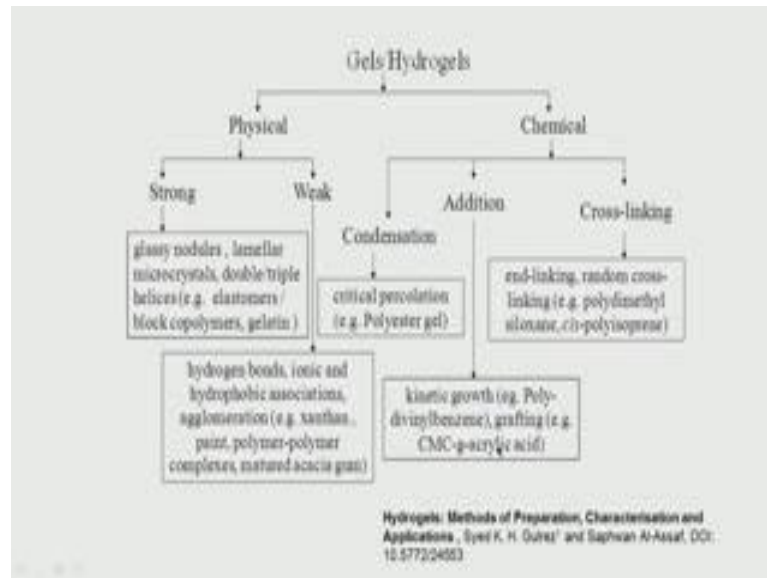 Gels/Hydrogels
Physical
Chemical
Strong
Weak
Condensation
Addition
Cross-linking
glassy nodules , lamellar
microcrystals, double/triple
helices (e.g. elastomers /
block copolymers, gelatin )
hydrogen bonds, ionic and
hydrophobic associations,
agglomeration (e.g. xanthan ,
paint, polymer-polymer
complexes, matured acacia gum)
critical percolation
(e.g. Polyester gel)
kinetic growth (eg. Poly-
divinylbenzene), grafting (e.g.
CMC-g-acrylic acid)
end-linking, random cross-
linking (e.g. polydimethyl
siloxane, cis-polyisoprene)
Hydrogels: Methods of Preparation, Characterisation and
Applications , Syed K. H. Gulrez¹ and Saphwan Al-Assaf, DOI:
10.5772/24553